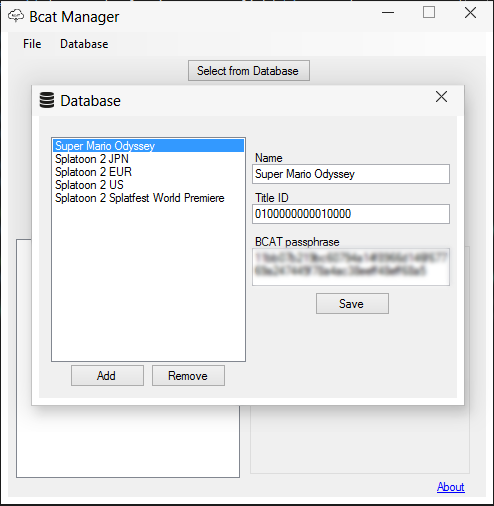 Bcat Manager
File Database
Select from Database
Database
Super Mario Odyssey
Splatoon 2 JPN
Splatoon 2 EUR
Splatoon 2 US
Splatoon 2 Splatfest World Premiere
Name
Super Mario Odyssey
Title ID
0100000000010000
BCAT passphrase
Save
Add Remove
About